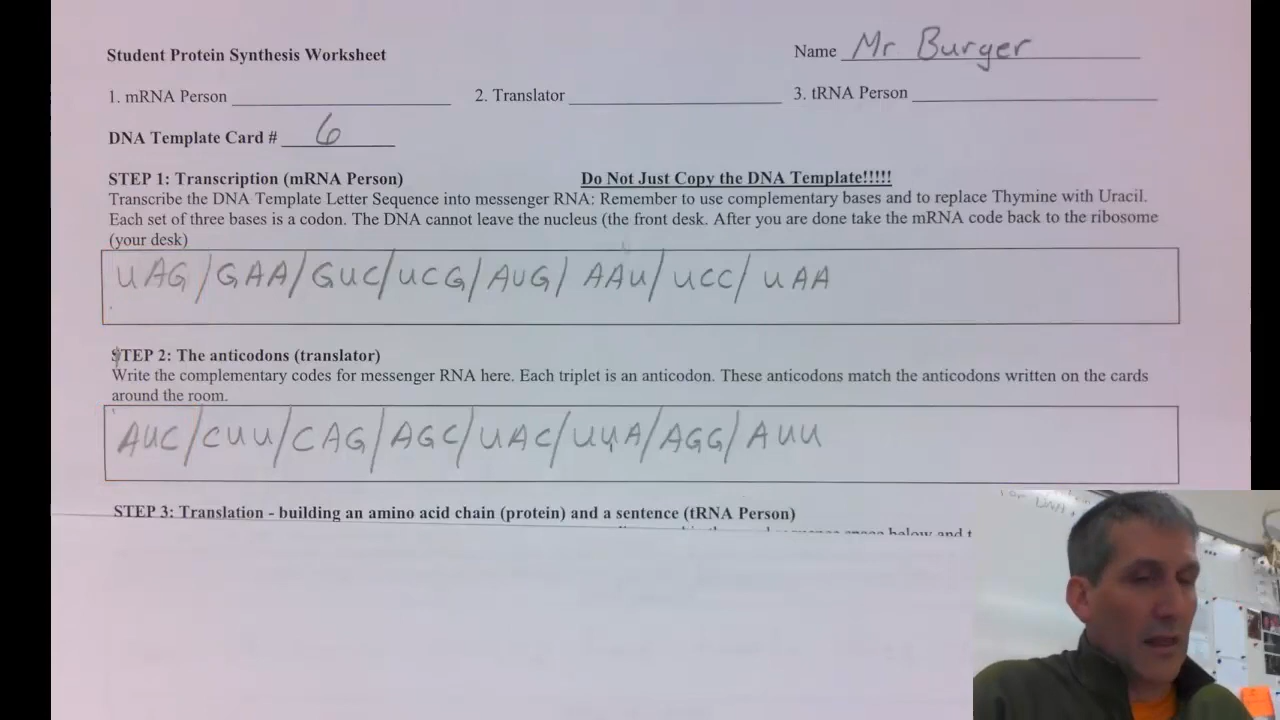 Student Protein Synthesis Worksheet
Name Mr Burger
1. mRNA Person
2. Translator
3. tRNA Person
DNA Template Card # 6
STEP 1: Transcription (mRNA Person)
Do Not Just Copy the DNA Template!!!!!
Transcribe the DNA Template Letter Sequence into messenger RNA: Remember to use complementary bases and to replace Thymine with Uracil.
Each set of three bases is a codon. The DNA cannot leave the nucleus (the front desk. After you are done take the mRNA code back to the ribosome
(your desk)
UAG/GAA/GUC/UCG/AUG/AAU/UCC/UAA
STEP 2: The anticodons (translator)
Write the complementary codes for messenger RNA here. Each triplet is an anticodon. These anticodons match the anticodons written on the cards
around the room.
AUC/CUU/CAG/AGC/UAC/UUA/AGG/AUU
STEP 3: Translation - building an amino acid chain (protein) and a sentence (tRNA Person)
below and t